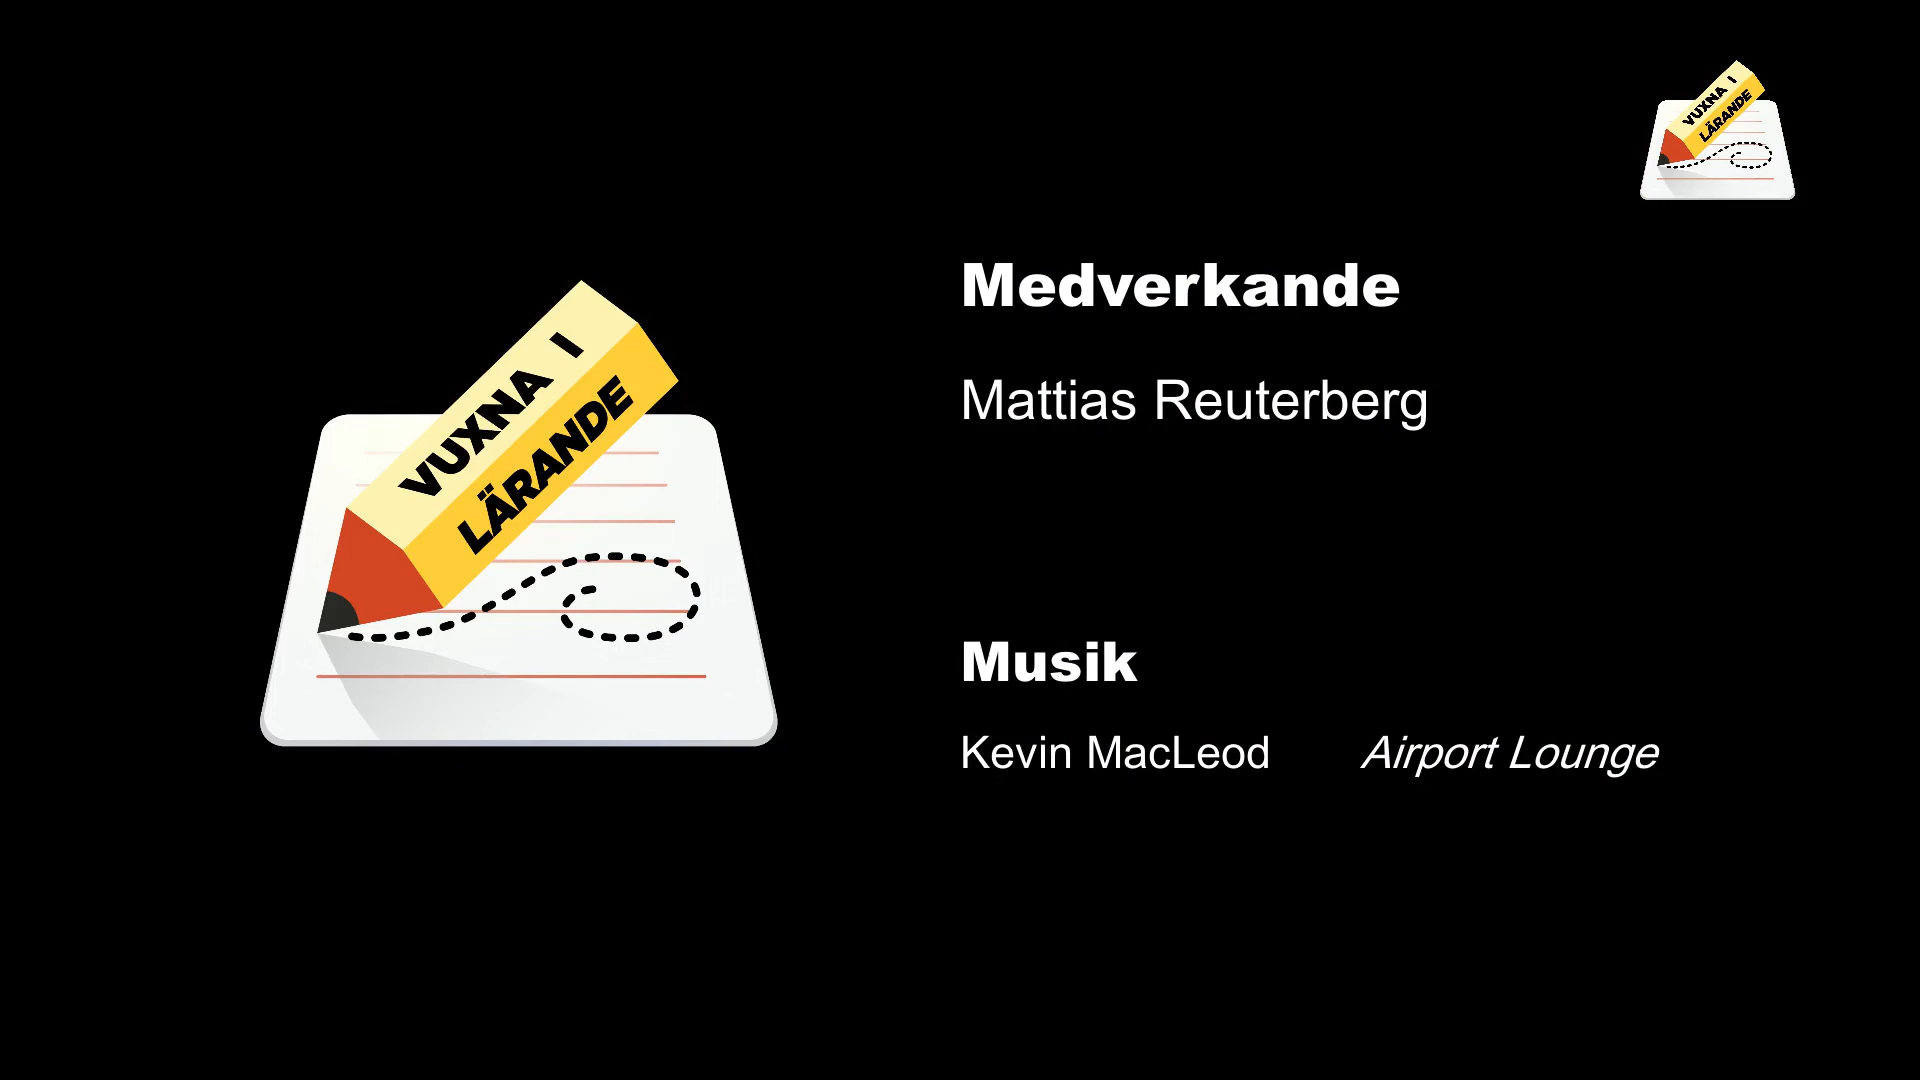 VUXNA I
LÄRANDE
Medverkande
Mattias Reuterberg
VUXNA I
LÄRANDE
Musik
Kevin MacLeod Airport Lounge